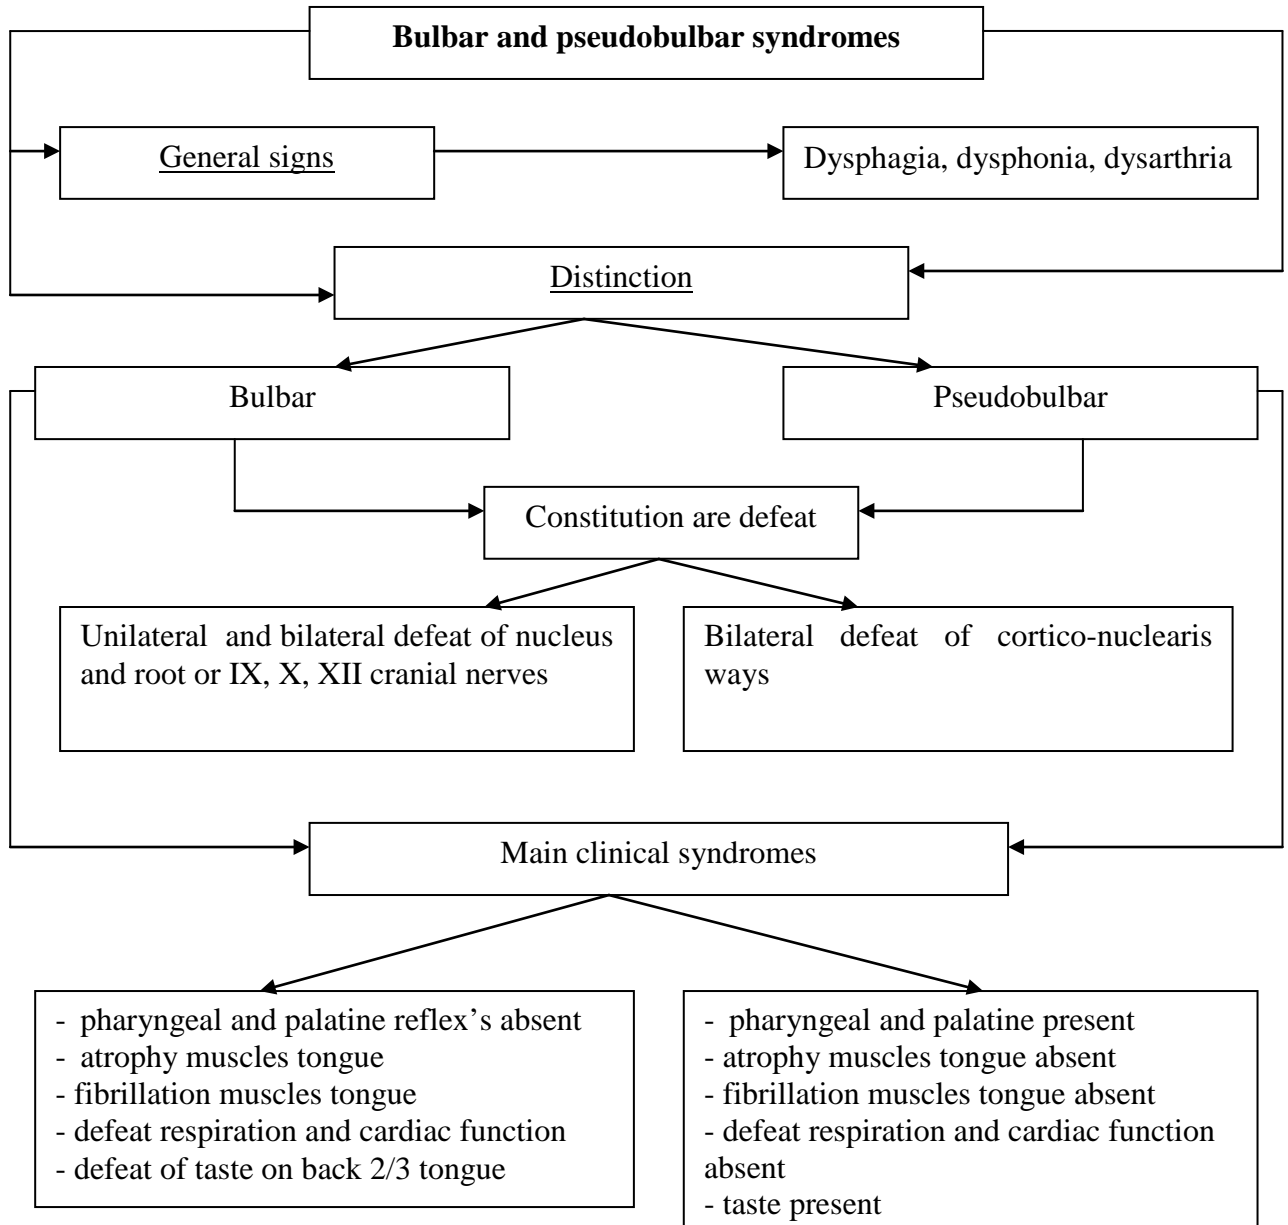 Bulbar and pseudobulbar syndromes
General signs
Dysphagia, dysphonia, dysarthria
Distinction
Bulbar
Pseudobulbar
Constitution are defeat
Unilateral and bilateral defeat of nucleus
and root or IX, X, XII cranial nerves
Bilateral defeat of cortico-nuclearis
ways
Main clinical syndromes
- pharyngeal and palatine reflex’s absent
- atrophy muscles tongue
- fibrillation muscles tongue
- defeat respiration and cardiac function
- defeat of taste on back 2/3 tongue
- pharyngeal and palatine present
- atrophy muscles tongue absent
- fibrillation muscles tongue absent
- defeat respiration and cardiac function
absent
- taste present